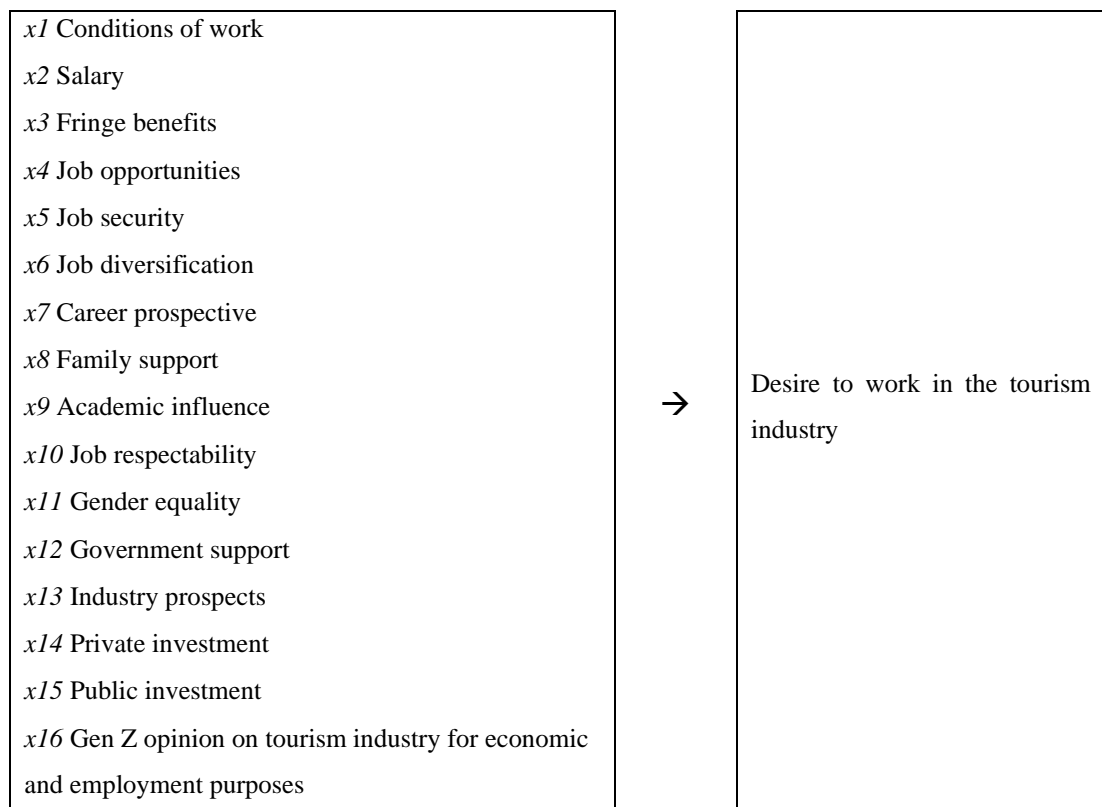 x1 Conditions of work
x2 Salary
x3 Fringe benefits
x4 Job opportunities
x5 Job security
x6 Job diversification
x7 Career prospective
x8 Family support
x9 Academic influence
x10 Job respectability
x11 Gender equality
x12 Government support
x13 Industry prospects
x14 Private investment
x15 Public investment
x16 Gen Z opinion on tourism industry for economic
and employment purposes
→
Desire to work in the tourism
industry